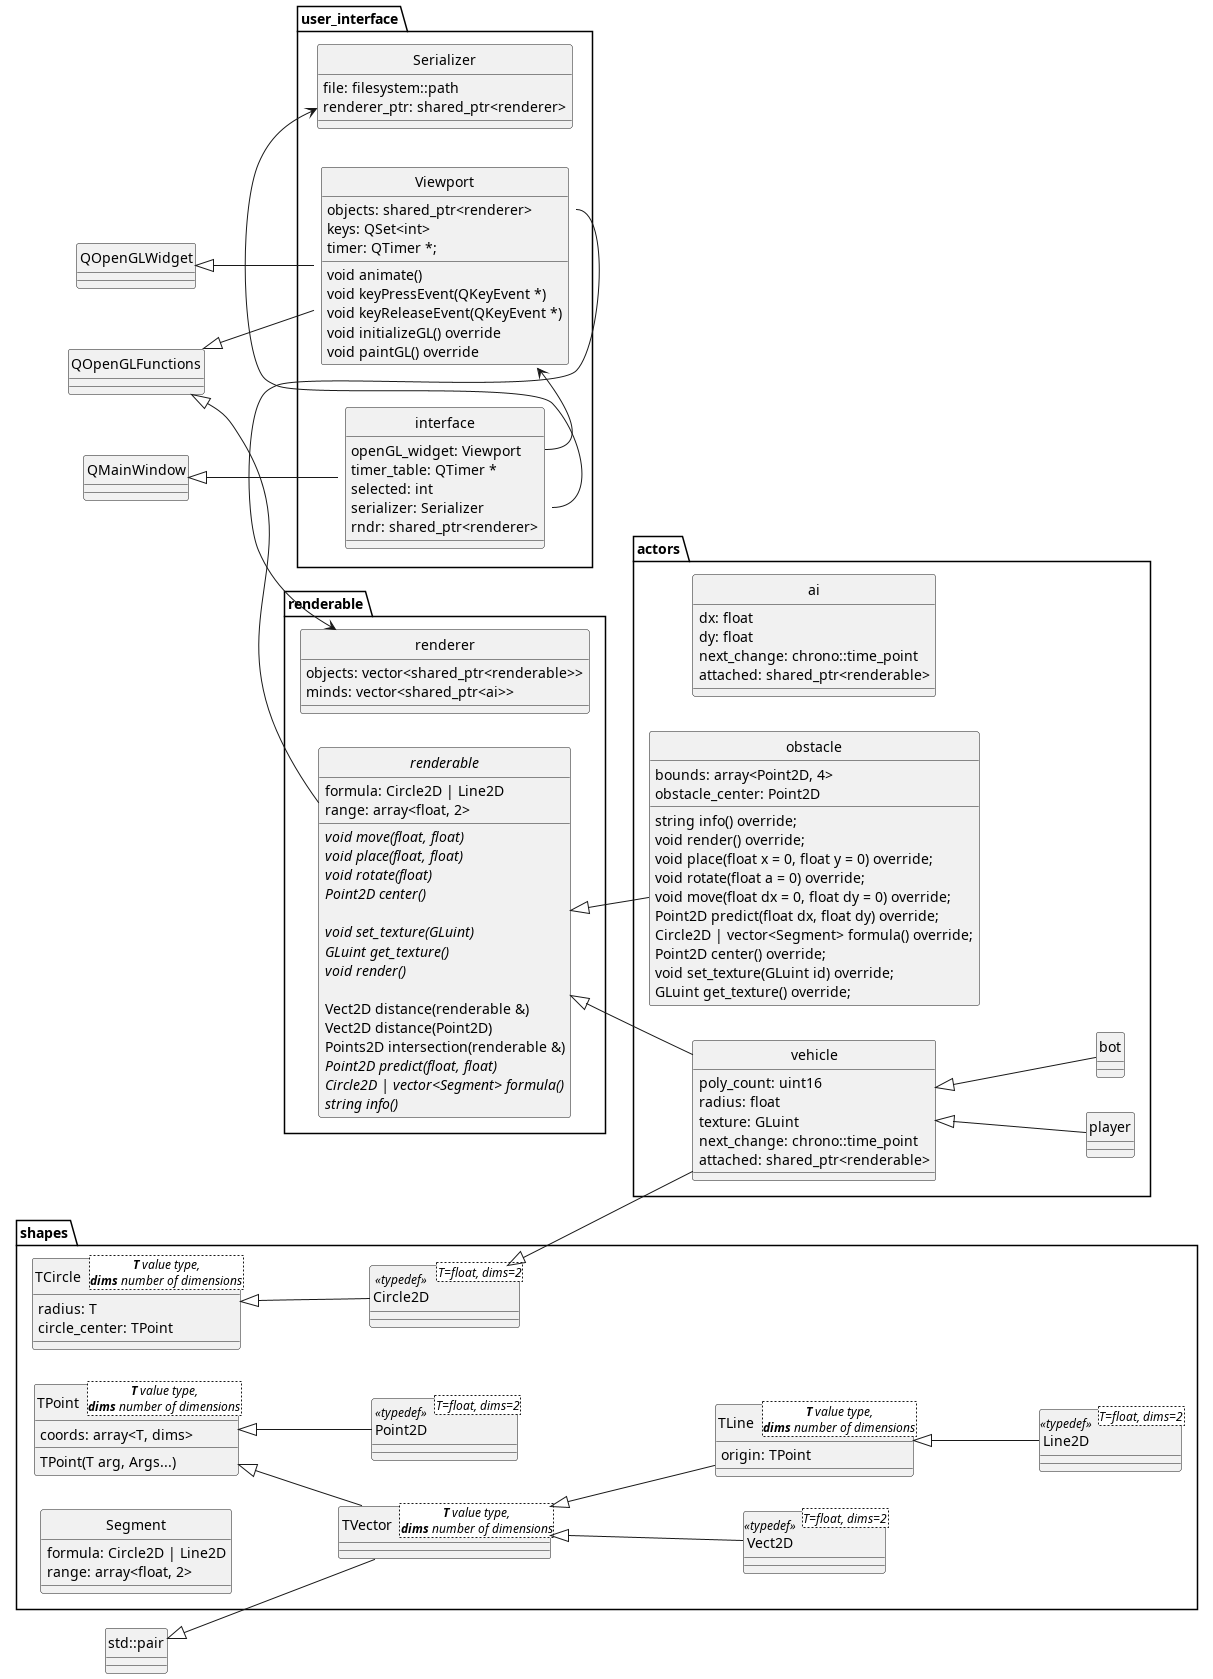 user_interface
Serializer
file: filesystem::path
renderer_ptr: shared_ptr<renderer>
Viewport
objects: shared_ptr<renderer>
keys: QSet<int>
timer: QTimer *;
void animate()
void keyPressEvent(QKeyEvent *)
void keyReleaseEvent(QKeyEvent *)
void initializeGL() override
void paintGL() override
QOpenGLWidget
QOpenGLFunctions
QMainWindow
interface
openGL_widget: Viewport
timer_table: QTimer *
selected: int
serializer: Serializer
rndr: shared_ptr<renderer>
renderable
renderer
objects: vector<shared_ptr<renderable>>
minds: vector<shared_ptr<ai>>
renderable
formula: Circle2D | Line2D
range: array<float, 2>
void move(float, float)
void place(float, float)
void rotate(float)
Point2D center()
void set_texture(GLuint)
GLuint get_texture()
void render()
Vect2D distance(renderable &)
Vect2D distance(Point2D)
Points2D intersection(renderable &)
Point2D predict(float, float)
Circle2D | vector<Segment> formula()
string info()
actors
ai
dx: float
dy: float
next_change: chrono::time_point
attached: shared_ptr<renderable>
obstacle
bounds: array<Point2D, 4>
obstacle_center: Point2D
string info() override;
void render() override;
void place(float x = 0, float y = 0) override;
void rotate(float a = 0) override;
void move(float dx = 0, float dy = 0) override;
Point2D predict(float dx, float dy) override;
Circle2D | vector<Segment> formula() override;
Point2D center() override;
void set_texture(GLuint id) override;
GLuint get_texture() override;
vehicle
poly_count: uint16
radius: float
texture: GLuint
next_change: chrono::time_point
attached: shared_ptr<renderable>
bot
player
shapes
TCircle
T value type,
dims number of dimensions
radius: T
circle_center: TPoint
T=float, dims=2
«typedef»
Circle2D
TPoint
T value type,
dims number of dimensions
coords: array<T, dims>
TPoint(T arg, Args...)
T=float, dims=2
«typedef»
Point2D
TLine
T value type,
dims number of dimensions
origin: TPoint
T=float, dims=2
«typedef»
Line2D
Segment
formula: Circle2D | Line2D
range: array<float, 2>
TVector
T value type,
dims number of dimensions
T=float, dims=2
«typedef»
Vect2D
std::pair